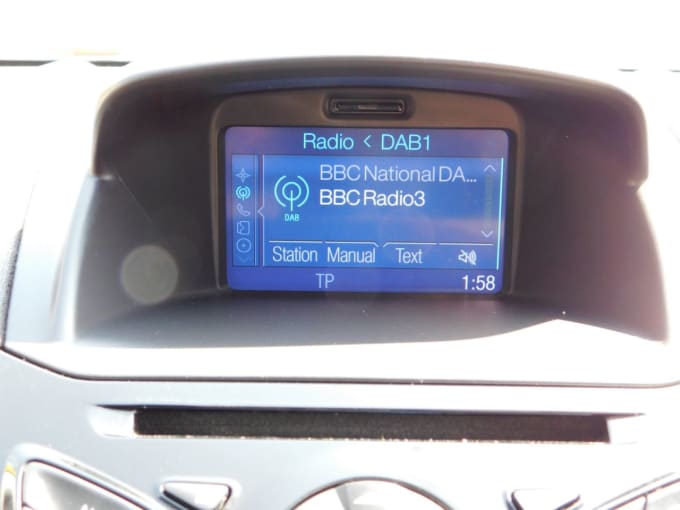 Radio < DAB1
BBC National DA...
BBC Radio3
DAB
Station Manual Text
TP 1:58